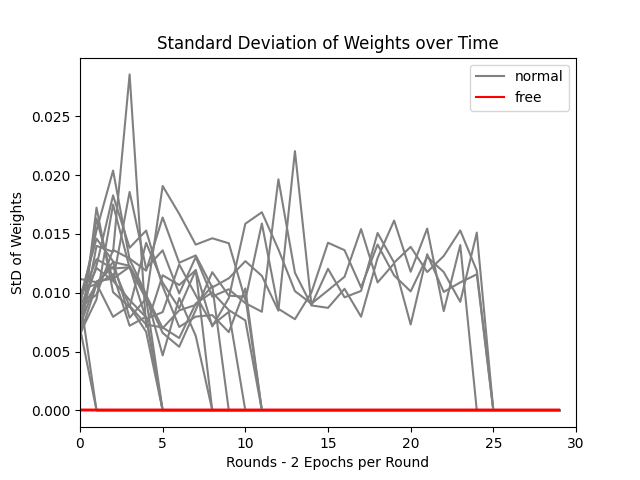 Standard Deviation of Weights over Time
normal
free
StD of Weights
0.025
0.020
0.015
0.010
0.005
0.000
0 5 10 15 20 25 30
Rounds - 2 Epochs per Round